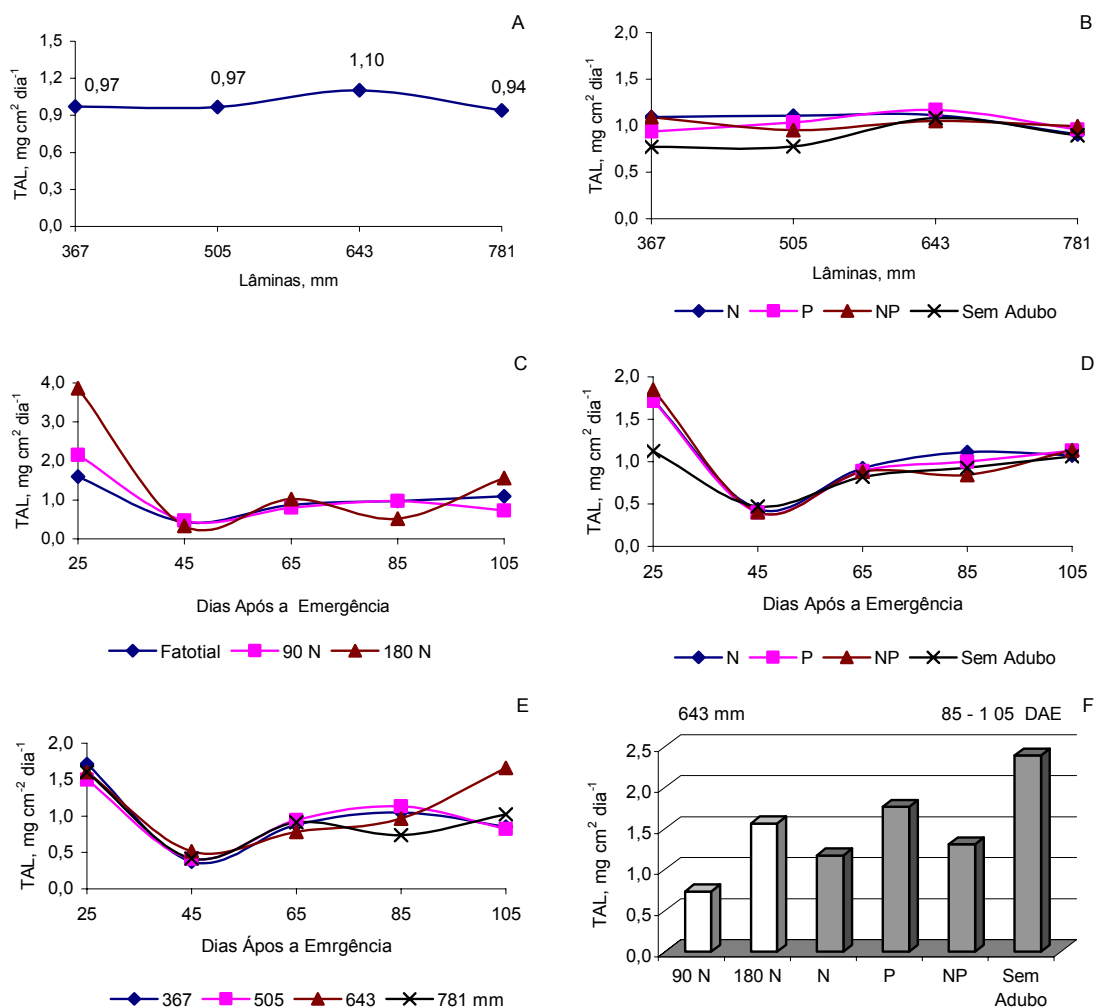 A
1,5
1,2
0,9
0,6
0,3
0,0
TAL, mg cm² dia⁻¹
0,97
0,97
1,10
0,94
367 505 643 781
Lâminas, mm
B
2,0
1,5
1,0
0,5
0,0
TAL, mg cm² dia⁻¹
367 505 643 781
Lâminas, mm
N P NP Sem Adubo
C
4,0
3,0
2,0
1,0
0,0
TAL, mg cm² dia⁻¹
25 45 65 85 105
Dias Após a Emergência
Fatotial 90 N 180 N
D
2,0
1,5
1,0
0,5
0,0
TAL, mg cm² dia⁻¹
25 45 65 85 105
Dias Após a Emergência
N P NP Sem Adubo
E
2,0
1,5
1,0
0,5
0,0
TAL, mg cm⁻² dia⁻¹
25 45 65 85 105
Dias Ápos a Emrgência
367 505 643 781 mm
F
643 mm 85 - 1 05 DAE
2,5
2,0
1,5
1,0
0,5
0,0
TAL, mg cm² dia⁻¹
90 N 180 N N P NP Sem
Adubo